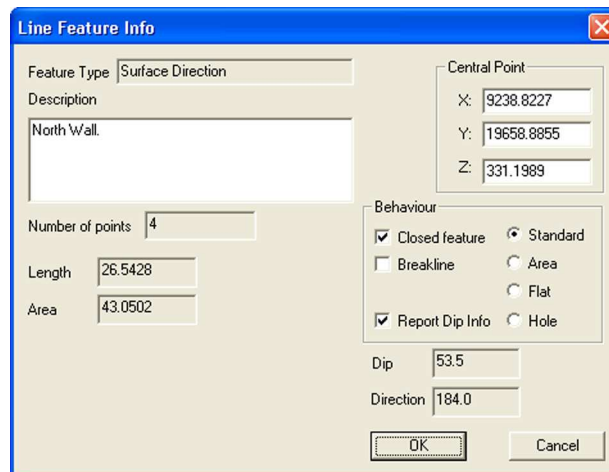 Line Feature Info
Feature Type Surface Direction
Description
North Wall.
Number of points 4
Length 26.5428
Area 43.0502
Central Point
X: 9238.8227
Y: 19658.8855
Z: 331.1989
Behaviour
Closed feature Standard
Breakline Area
Flat
Report Dip Info Hole
Dip 53.5
Direction 184.0
OK Cancel